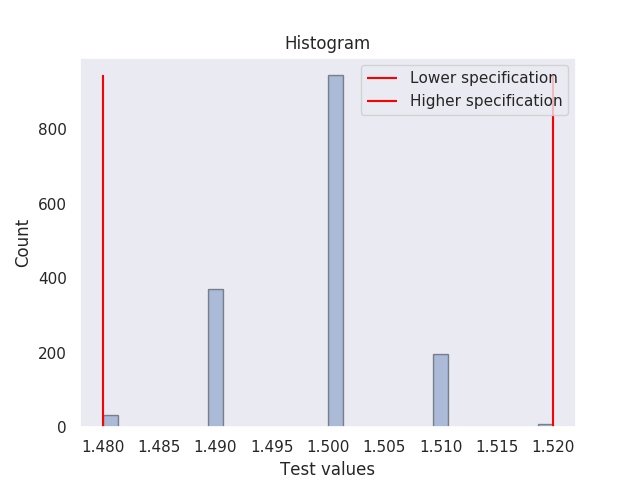 Histogram
Lower specification
Higher specification
800
600
400
200
0
Count
1.480 1.485 1.490 1.495 1.500 1.505 1.510 1.515 1.520
Test values